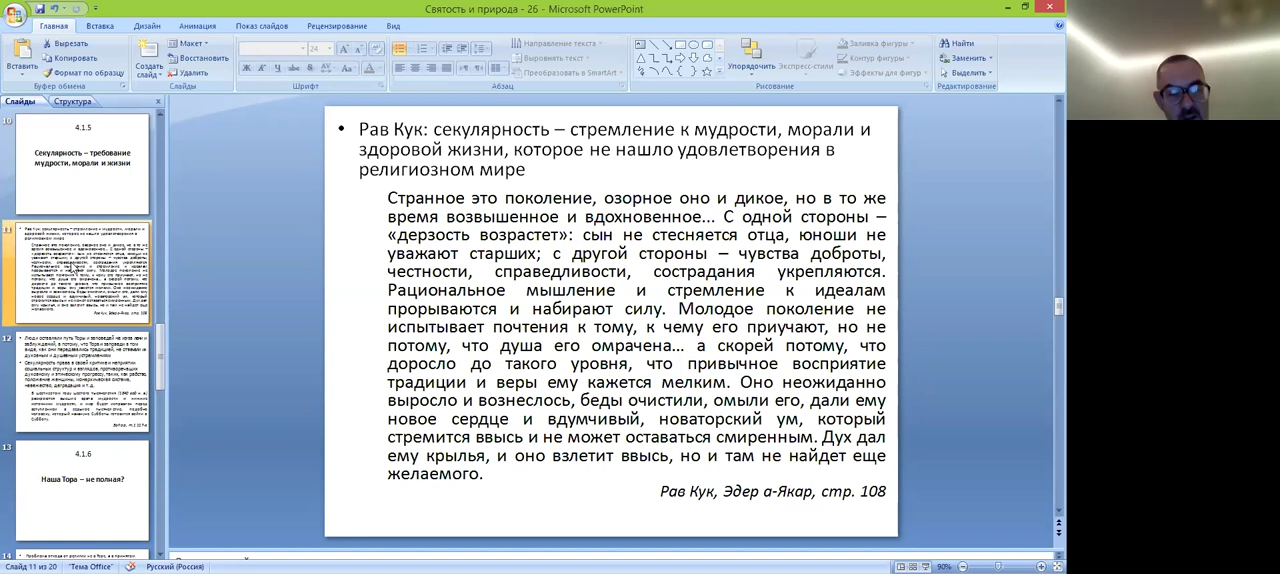 Святость и природа - 26 - Microsoft PowerPoint
Главная Вставка Дизайн Анимация Показ слайдов Рецензирование Вид
Вставить
Вырезать
Копировать
Формат по образцу
Буфер обмена
Создать слайд
Макет
Восстановить
Удалить
Слайды
24
Шрифт
Направление текста
Выровнять текст
Преобразовать в SmartArt
Абзац
Упорядочить
Экспресс-стили
Заливка фигуры
Контур фигуры
Эффекты для фигур
Рисование
Найти
Заменить
Выделить
Редактирование
Слайды Структура
10
4.1.5
Секулярность – требование
мудрости, морали и жизни
11
12
13
4.1.6
Наша Тора – не полная?
14
• Рав Кук: секулярность – стремление к мудрости, морали и
здоровой жизни, которое не нашло удовлетворения в
религиозном мире
Странное это поколение, озорное оно и дикое, но в то же
время возвышенное и вдохновенное... С одной стороны –
«дерзость возрастет»: сын не стесняется отца, юноши не
уважают старших; с другой стороны – чувства доброты,
честности, справедливости, сострадания укрепляются.
Рациональное мышление и стремление к идеалам
прорываются и набирают силу. Молодое поколение не
испытывает почтения к тому, к чему его приучают, но не
потому, что душа его омрачена… а скорей потому, что
доросло до такого уровня, что привычное восприятие
традиции и веры ему кажется мелким. Оно неожиданно
выросло и вознеслось, беды очистили, омыли его, дали ему
новое сердце и вдумчивый, новаторский ум, который
стремится ввысь и не может оставаться смиренным. Дух дал
ему крылья, и оно взлетит ввысь, но и там не найдет еще
желаемого.
Рав Кук, Эдер а-Якар, стр. 108
Слайд 11 из 20 "Тема Office" Русский (Россия) 90%